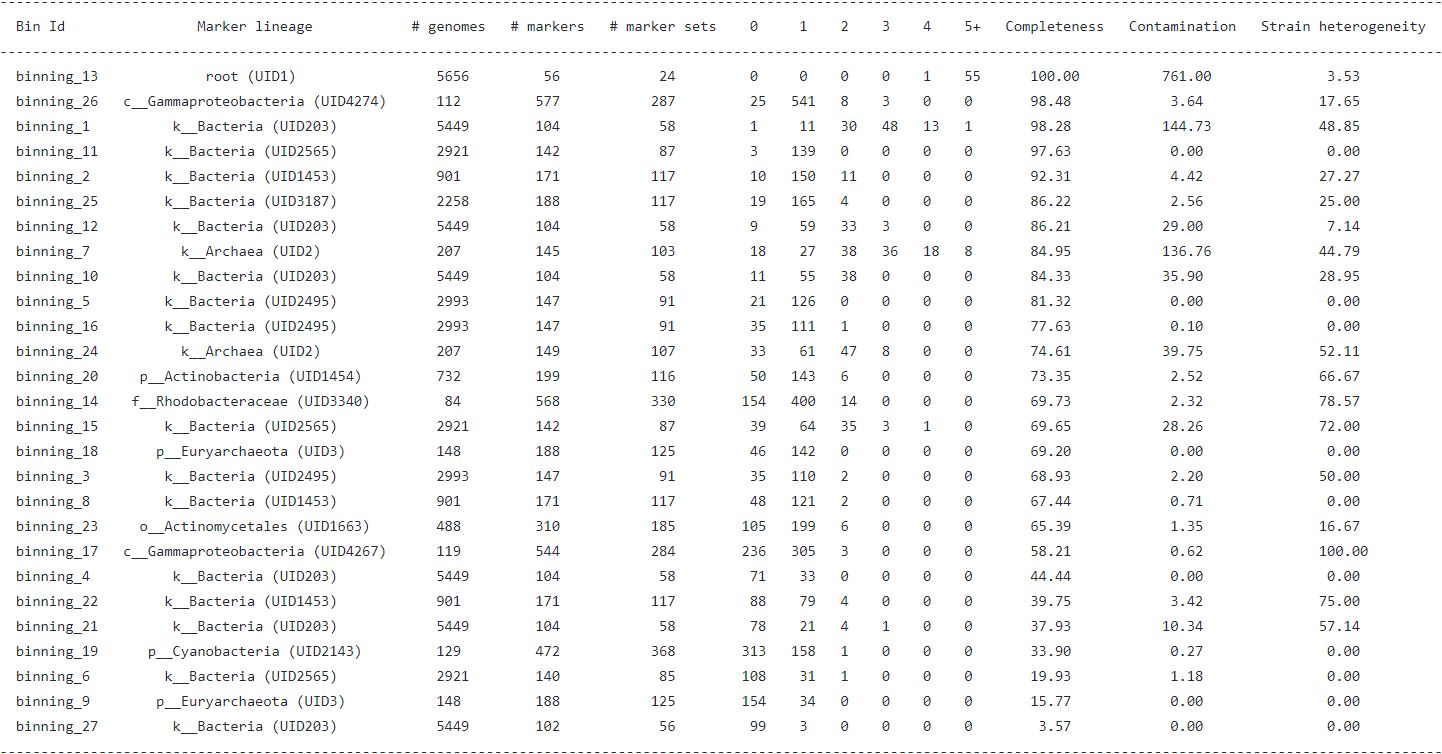 Bin Id Marker lineage # genomes # markers # marker sets 0 1 2 3 4 5+ Completeness Contamination Strain heterogeneity
binning_13 root (UID1) 5656 56 24 0 0 0 0 1 55 100.00 761.00 3.53
binning_26 c__Gammaproteobacteria (UID4274) 112 577 287 25 541 8 3 0 0 98.48 3.64 17.65
binning_1 k__Bacteria (UID203) 5449 104 58 1 11 30 48 13 1 98.28 144.73 48.85
binning_11 k__Bacteria (UID2565) 2921 142 87 3 139 0 0 0 0 97.63 0.00 0.00
binning_2 k__Bacteria (UID1453) 901 171 117 10 150 11 0 0 0 92.31 4.42 27.27
binning_25 k__Bacteria (UID3187) 2258 188 117 19 165 4 0 0 0 86.22 2.56 25.00
binning_12 k__Bacteria (UID203) 5449 104 58 9 59 33 3 0 0 86.21 29.00 7.14
binning_7 k__Archaea (UID2) 207 145 103 18 27 38 36 18 8 84.95 136.76 44.79
binning_10 k__Bacteria (UID203) 5449 104 58 11 55 38 0 0 0 84.33 35.90 28.95
binning_5 k__Bacteria (UID2495) 2993 147 91 21 126 0 0 0 0 81.32 0.00 0.00
binning_16 k__Bacteria (UID2495) 2993 147 91 35 111 1 0 0 0 77.63 0.10 0.00
binning_24 k__Archaea (UID2) 207 149 107 33 61 47 8 0 0 74.61 39.75 52.11
binning_20 p__Actinobacteria (UID1454) 732 199 116 50 143 6 0 0 0 73.35 2.52 66.67
binning_14 f__Rhodobacteraceae (UID3340) 84 568 330 154 400 14 0 0 0 69.73 2.32 78.57
binning_15 k__Bacteria (UID2565) 2921 142 87 39 64 35 3 1 0 69.65 28.26 72.00
binning_18 p__Euryarchaeota (UID3) 148 188 125 46 142 0 0 0 0 69.20 0.00 0.00
binning_3 k__Bacteria (UID2495) 2993 147 91 35 110 2 0 0 0 68.93 2.20 50.00
binning_8 k__Bacteria (UID1453) 901 171 117 48 121 2 0 0 0 67.44 0.71 0.00
binning_23 o__Actinomycetales (UID1663) 488 310 185 105 199 6 0 0 0 65.39 1.35 16.67
binning_17 c__Gammaproteobacteria (UID4267) 119 544 284 236 305 3 0 0 0 58.21 0.62 100.00
binning_4 k__Bacteria (UID203) 5449 104 58 71 33 0 0 0 0 44.44 0.00 0.00
binning_22 k__Bacteria (UID1453) 901 171 117 88 79 4 0 0 0 39.75 3.42 75.00
binning_21 k__Bacteria (UID203) 5449 104 58 78 21 4 1 0 0 37.93 10.34 57.14
binning_19 p__Cyanobacteria (UID2143) 129 472 368 313 158 1 0 0 0 33.90 0.27 0.00
binning_6 k__Bacteria (UID2565) 2921 140 85 108 31 1 0 0 0 19.93 1.18 0.00
binning_9 p__Euryarchaeota (UID3) 148 188 125 154 34 0 0 0 0 15.77 0.00 0.00
binning_27 k__Bacteria (UID203) 5449 102 56 99 3 0 0 0 0 3.57 0.00 0.00